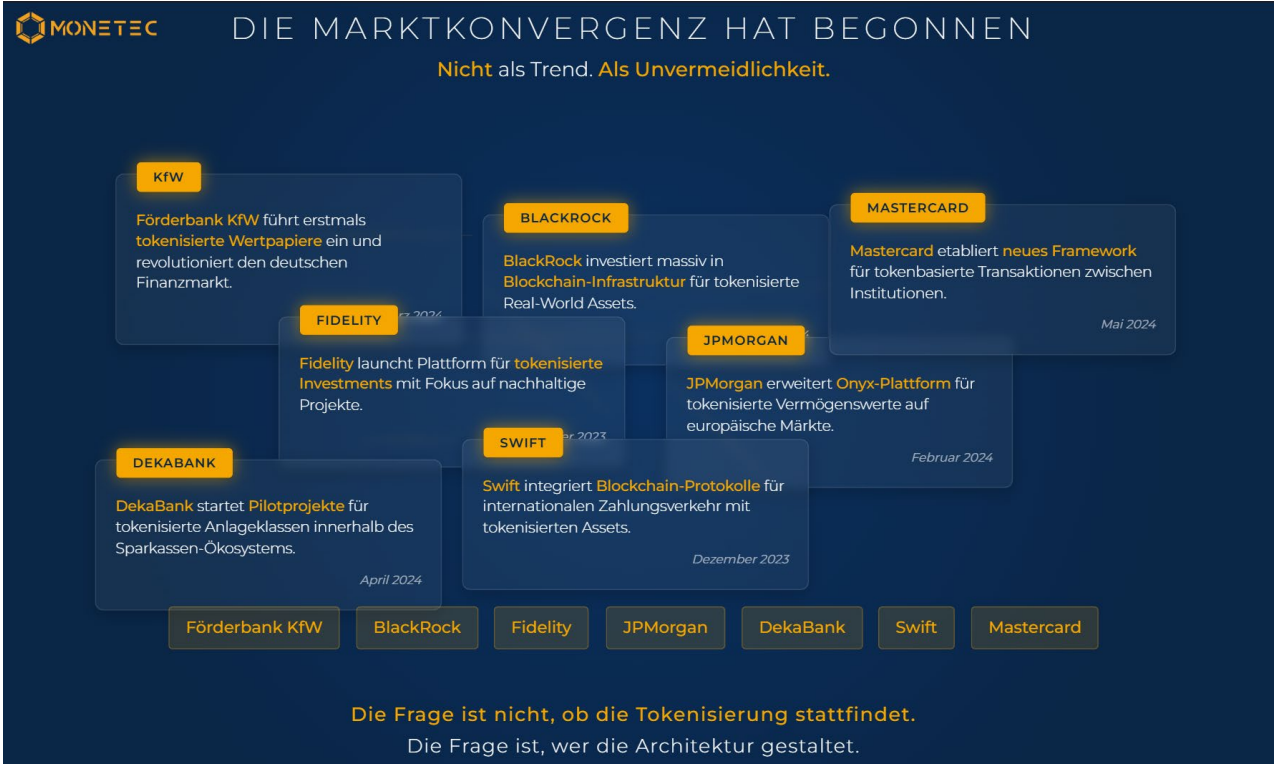 MONETEC
DIE MARKTKONVERGENZ HAT BEGONNEN
Nicht als Trend. Als Unvermeidlichkeit.
KfW
Förderbank KfW führt erstmals
tokenisierte Wertpapiere ein und
revolutioniert den deutschen
Finanzmarkt.
2024
BLACKROCK
BlackRock investiert massiv in
Blockchain-Infrastruktur für tokenisierte
Real-World Assets.
MASTERCARD
Mastercard etabliert neues Framework
für tokenbasierte Transaktionen zwischen
Institutionen.
Mai 2024
FIDELITY
Fidelity launcht Plattform für tokenisierte
Investments mit Fokus auf nachhaltige
Projekte.
2023
JPMORGAN
JPMorgan erweitert Onyx-Plattform für
tokenisierte Vermögenswerte auf
europäische Märkte.
Februar 2024
DEKABANK
DekaBank startet Pilotprojekte für
tokenisierte Anlageklassen innerhalb des
Sparkassen-Ökosystems.
April 2024
SWIFT
Swift integriert Blockchain-Protokolle für
internationalen Zahlungsverkehr mit
tokenisierten Assets.
Dezember 2023
Förderbank KfW BlackRock Fidelity JPMorgan DekaBank Swift Mastercard
Die Frage ist nicht, ob die Tokenisierung stattfindet.
Die Frage ist, wer die Architektur gestaltet.